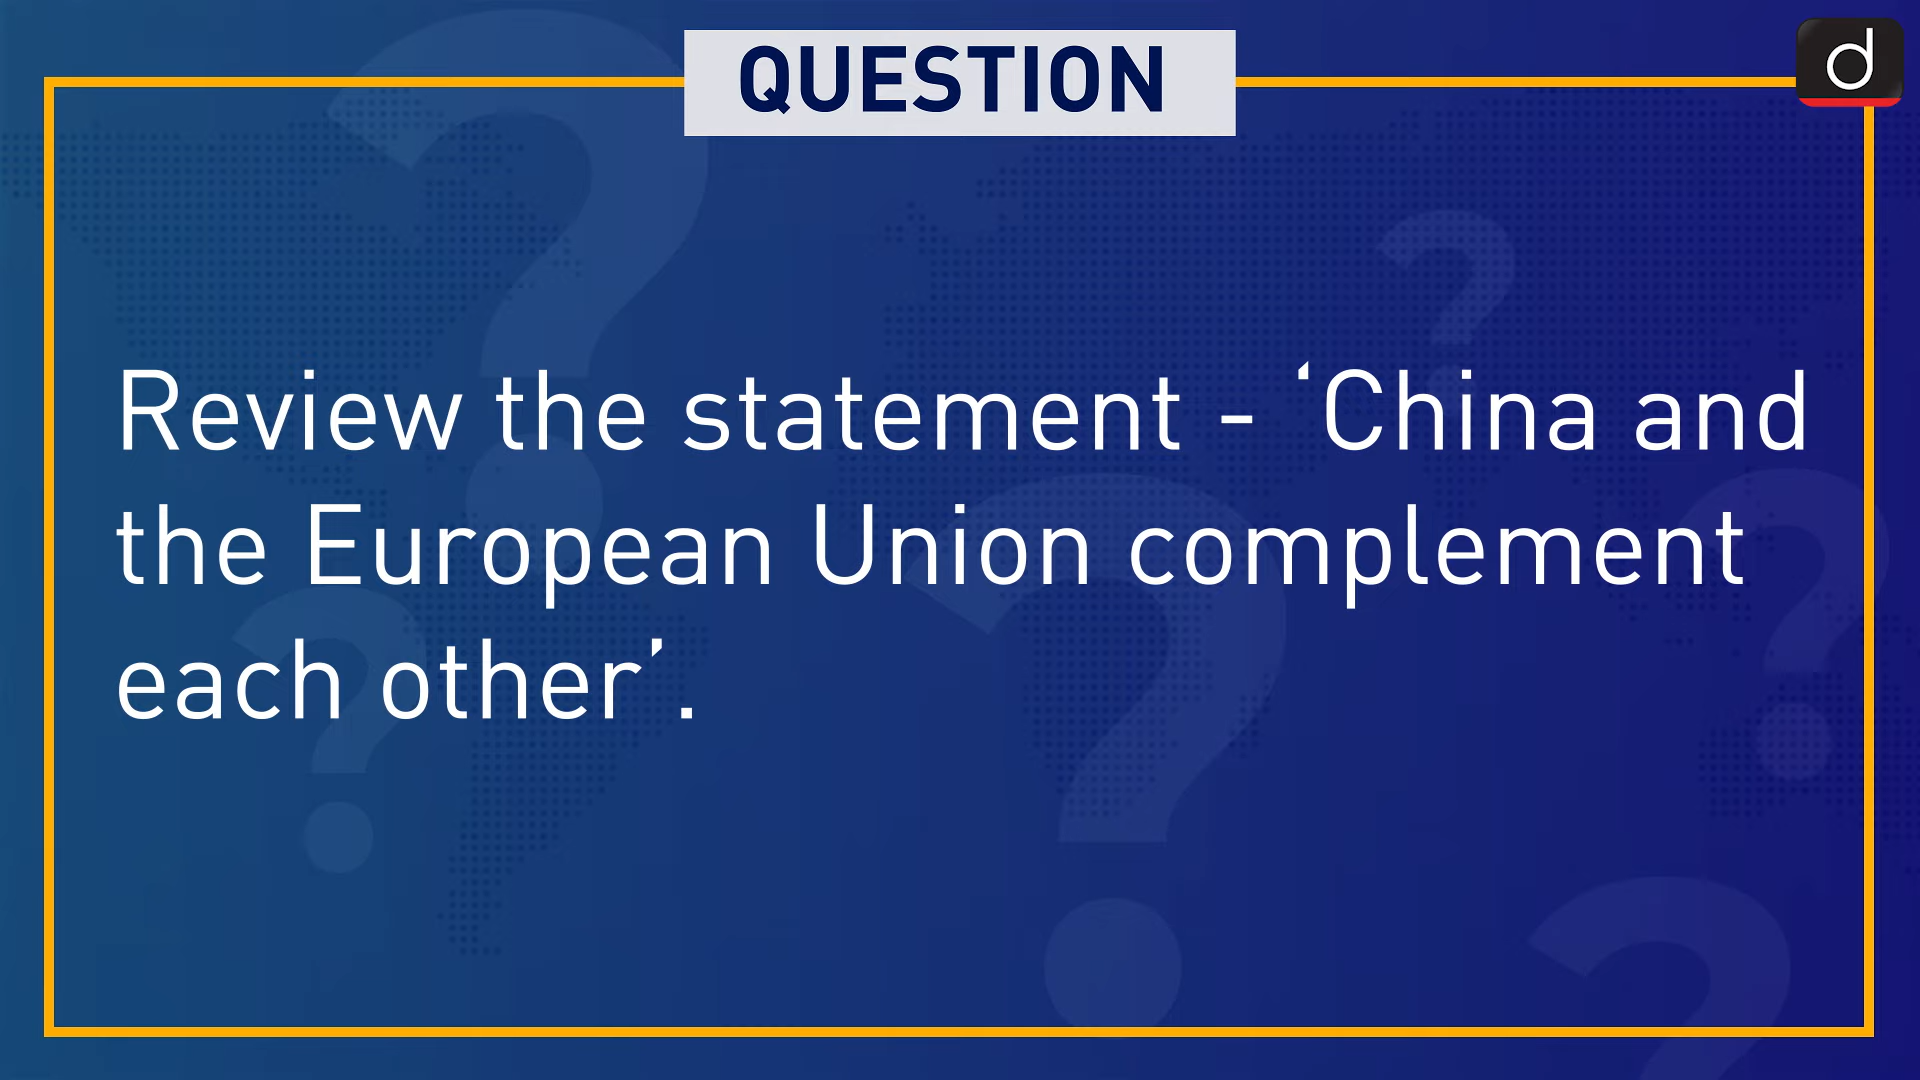 QUESTION
d
Review the statement - ‘China and
the European Union complement
each other’.